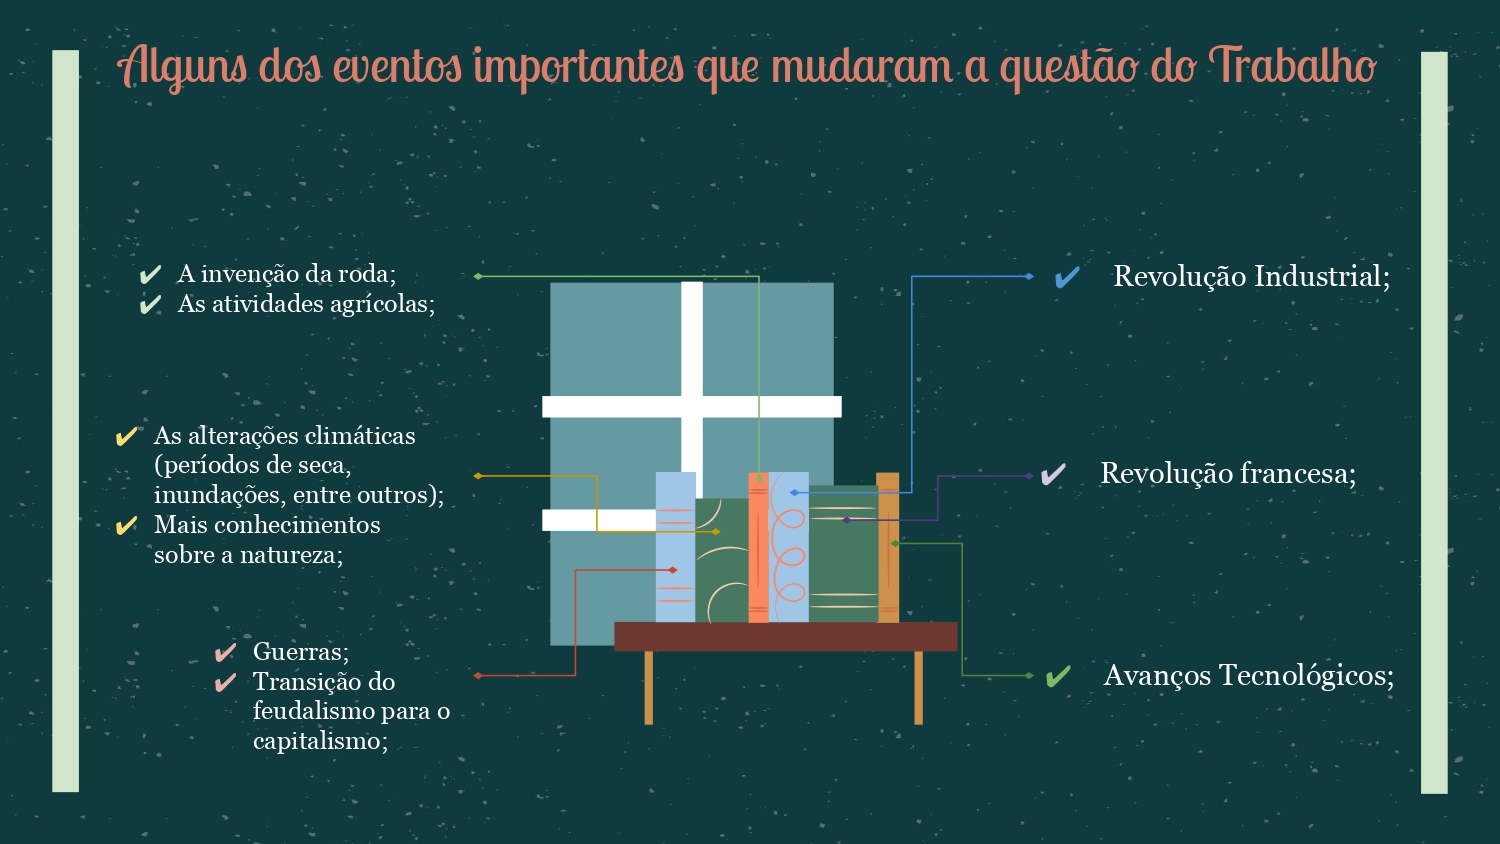 Alguns dos eventos importantes que mudaram a questão do Trabalho
✔ A invenção da roda;
✔ As atividades agrícolas;
✔ As alterações climáticas
(períodos de seca,
inundações, entre outros);
✔ Mais conhecimentos
sobre a natureza;
✔ Guerras;
✔ Transição do
feudalismo para o
capitalismo;
✔ Revolução Industrial;
✔ Revolução francesa;
✔ Avanços Tecnológicos;